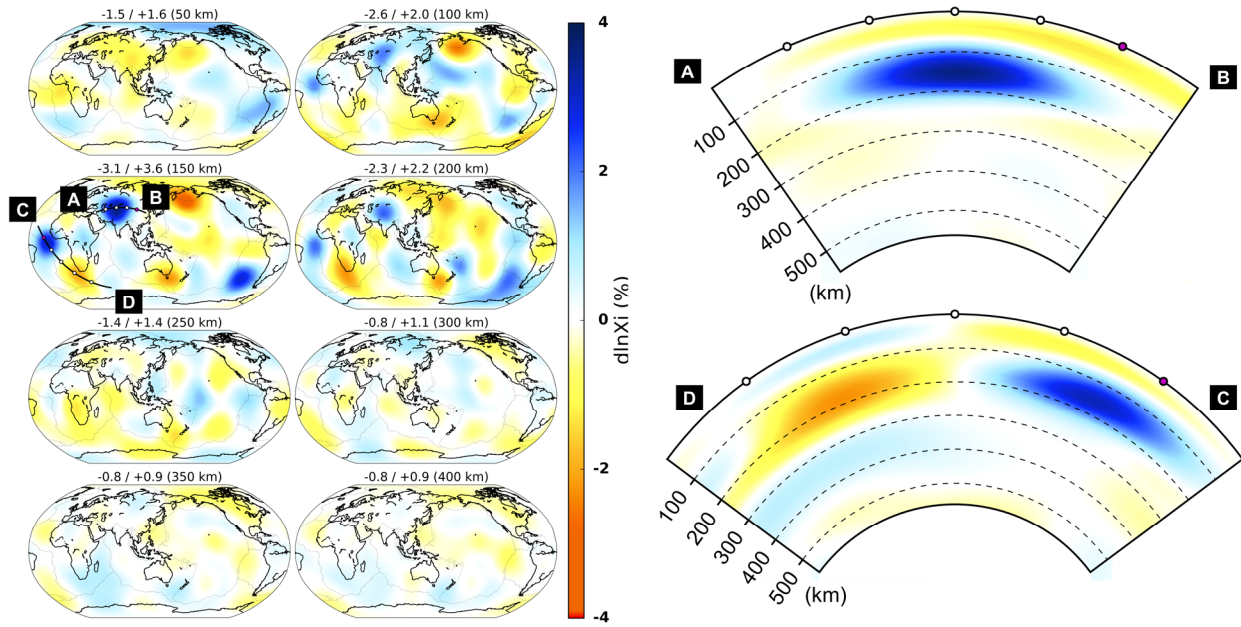 -1.5 / +1.6 (50 km)
-2.6 / +2.0 (100 km)
-3.1 / +3.6 (150 km)
-2.3 / +2.2 (200 km)
A
B
C
D
-1.4 / +1.4 (250 km)
-0.8 / +1.1 (300 km)
-0.8 / +0.9 (350 km)
-0.8 / +0.9 (400 km)
4
2
0
-2
-4
dlnXi (%)
A
B
100
200
300
400
500
(km)
D
C
100
200
300
400
500
(km)